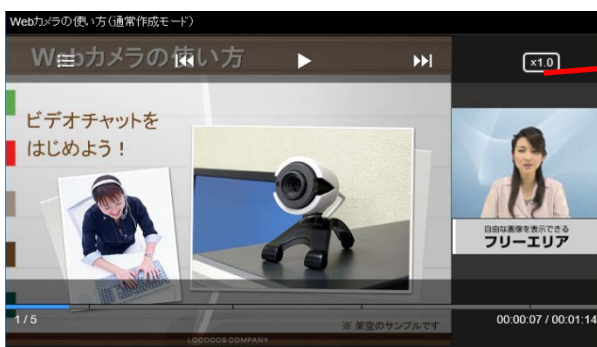 Webカメラの使い方(通常作成モード)
Webカメラの使い方
x1.0
ビデオチャットを
はじめよう！
自由な画像を表示できる
フリーエリア
1 / 5
※ 架空のサンプルです
00:00:07 / 00:01:14
LOCOCOS COMPANY